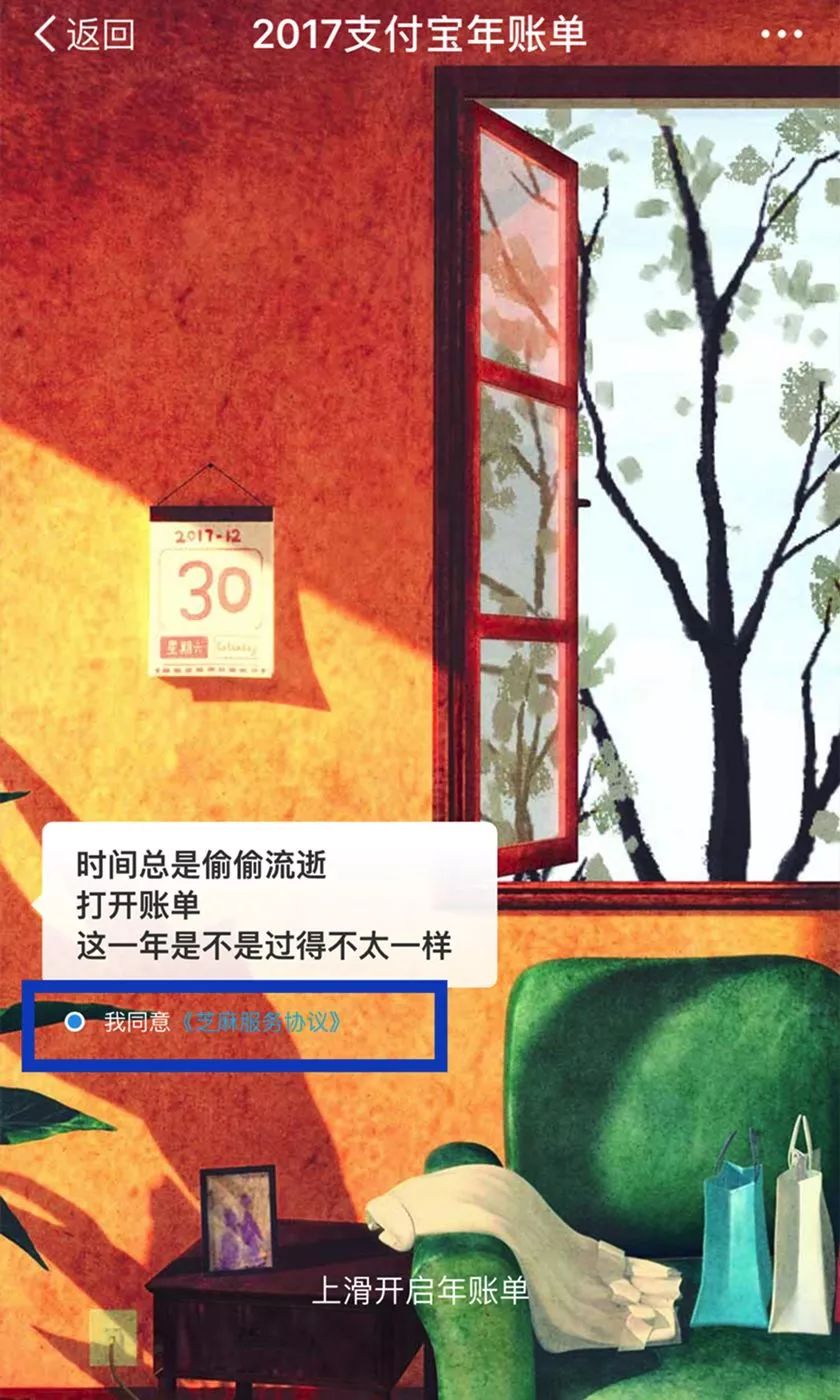 返回
2017支付宝年账单
2017-12
30
星期六
Saturday
时间总是偷偷流逝
打开账单
这一年是不是过得不太一样
我同意《芝麻服务协议》
上滑开启年账单